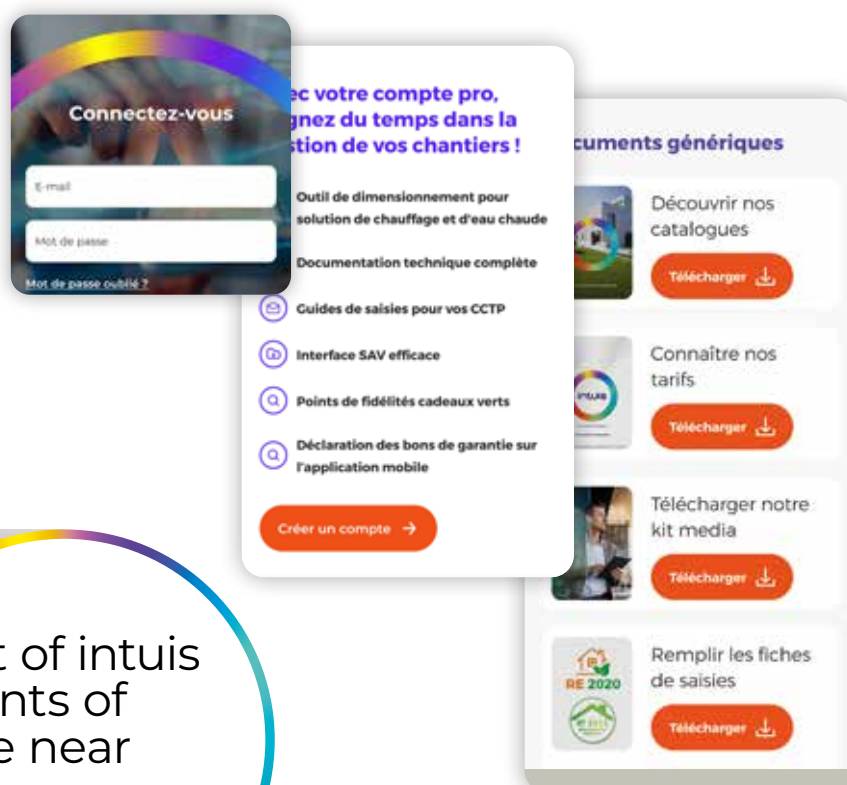 Connectez-vous
E-mail
Mot de passe
Mot de passe oublié ?
ec votre compte pro,
gnez du temps dans la
stion de vos chantiers !
Outil de dimensionnement pour
solution de chauffage et d'eau chaude
Documentation technique complète
Guides de saisies pour vos CCTP
Interface SAV efficace
Points de fidélités cadeaux verts
Déclaration des bons de garantie sur
l'application mobile
Créer un compte
cuments génériques
Découvrir nos
catalogues
Télécharger
Connaître nos
tarifs
intuis
Télécharger
Télécharger notre
kit media
Télécharger
Remplir les fiches
de saisies
RE 2020
Télécharger
t of intuis
nts of
e near